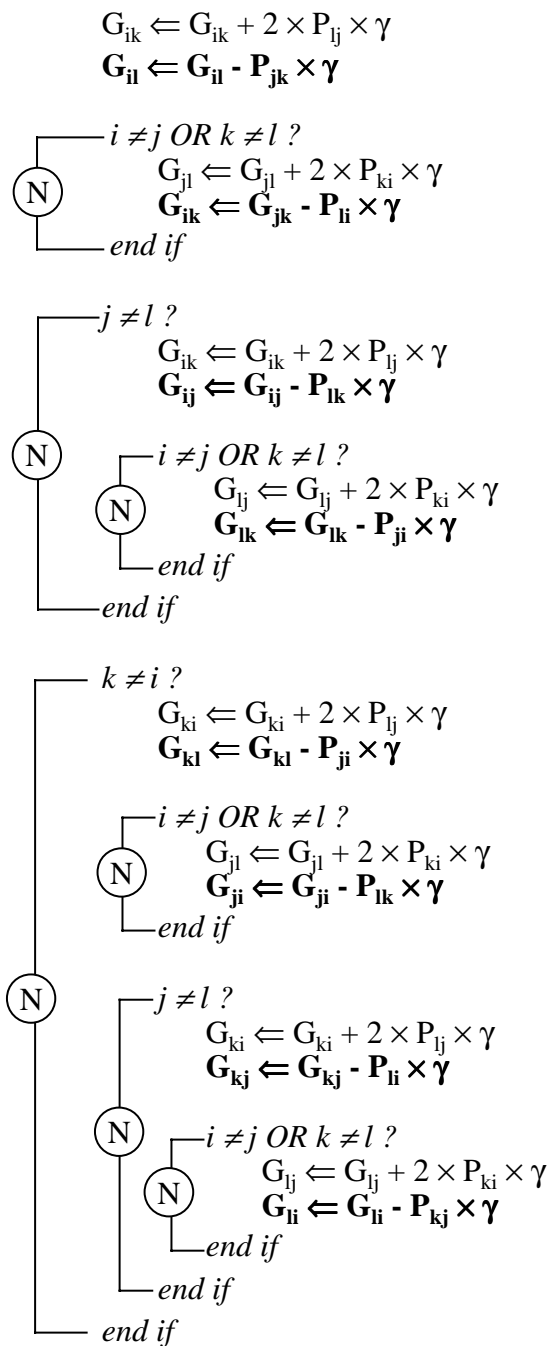 G_ik ⇐ G_ik + 2 × P_lj × γ
G_il ⇐ G_il - P_jk × γ
i ≠ j OR k ≠ l ?
G_jl ⇐ G_jl + 2 × P_ki × γ
N
G_ik ⇐ G_jk - P_li × γ
end if
j ≠ l ?
G_ik ⇐ G_ik + 2 × P_lj × γ
G_ij ⇐ G_ij - P_lk × γ
N
i ≠ j OR k ≠ l ?
G_lj ⇐ G_lj + 2 × P_ki × γ
N
G_lk ⇐ G_lk - P_ji × γ
end if
end if
k ≠ i ?
G_ki ⇐ G_ki + 2 × P_lj × γ
G_kl ⇐ G_kl - P_ji × γ
i ≠ j OR k ≠ l ?
G_jl ⇐ G_jl + 2 × P_ki × γ
N
G_ji ⇐ G_ji - P_lk × γ
end if
N
j ≠ l ?
G_ki ⇐ G_ki + 2 × P_lj × γ
G_kj ⇐ G_kj - P_li × γ
N
i ≠ j OR k ≠ l ?
G_lj ⇐ G_lj + 2 × P_ki × γ
N
G_li ⇐ G_li - P_kj × γ
end if
end if
end if